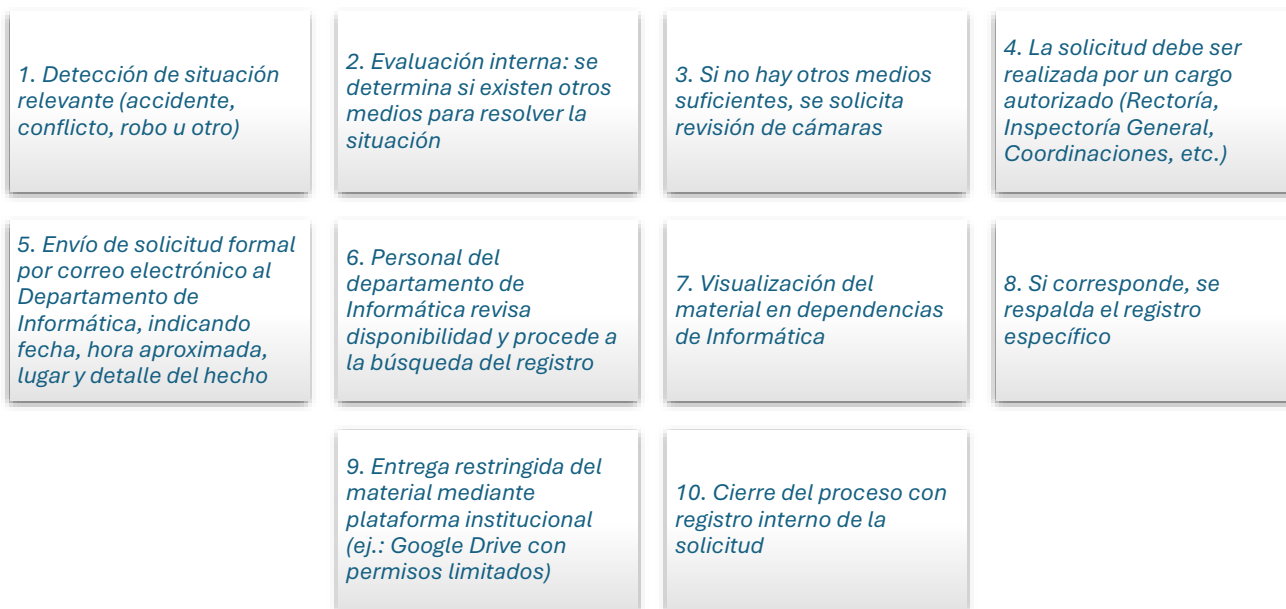 1. Detección de situación
relevante (accidente,
conflicto, robo u otro)
2. Evaluación interna: se
determina si existen otros
medios para resolver la
situación
3. Si no hay otros medios
suficientes, se solicita
revisión de cámaras
4. La solicitud debe ser
realizada por un cargo
autorizado (Rectoría,
Inspectoría General,
Coordinaciones, etc.)
5. Envío de solicitud formal
por correo electrónico al
Departamento de
Informática, indicando
fecha, hora aproximada,
lugar y detalle del hecho
6. Personal del
departamento de
Informática revisa
disponibilidad y procede a
la búsqueda del registro
7. Visualización del
material en dependencias
de Informática
8. Si corresponde, se
respalda el registro
específico
9. Entrega restringida del
material mediante
plataforma institucional
(ej.: Google Drive con
permisos limitados)
10. Cierre del proceso con
registro interno de la
solicitud